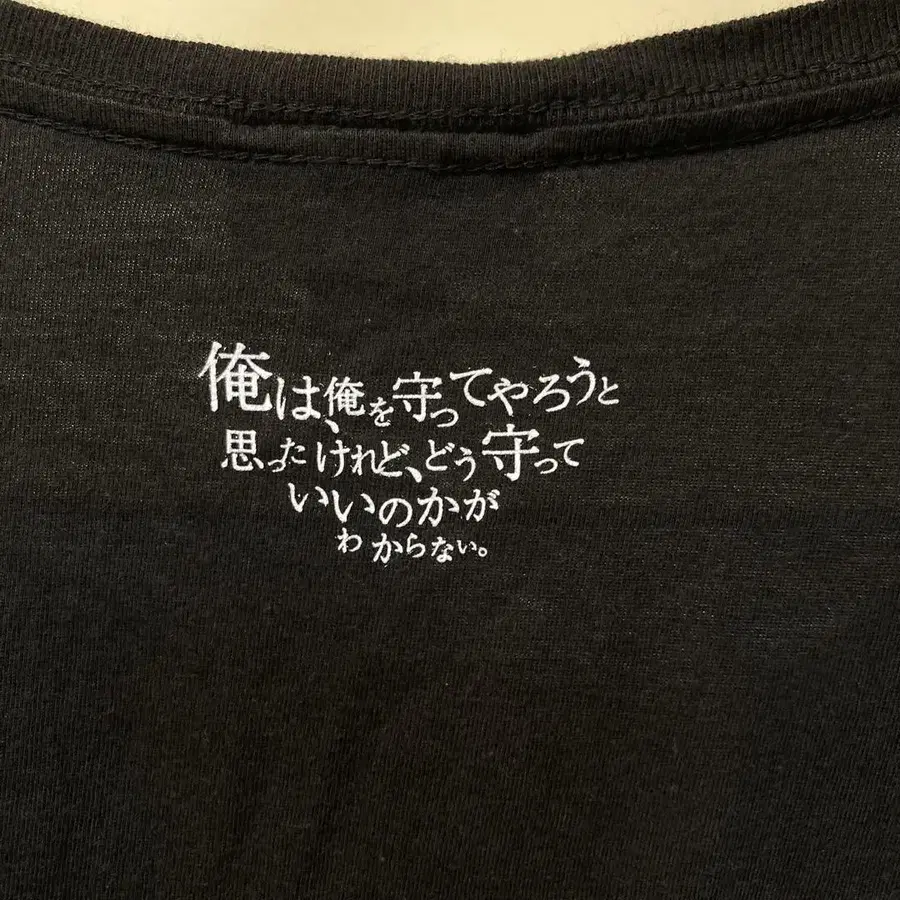 俺は、俺を守ってやろうと
思ったけれど、どう守って
いいのかが
わからない。